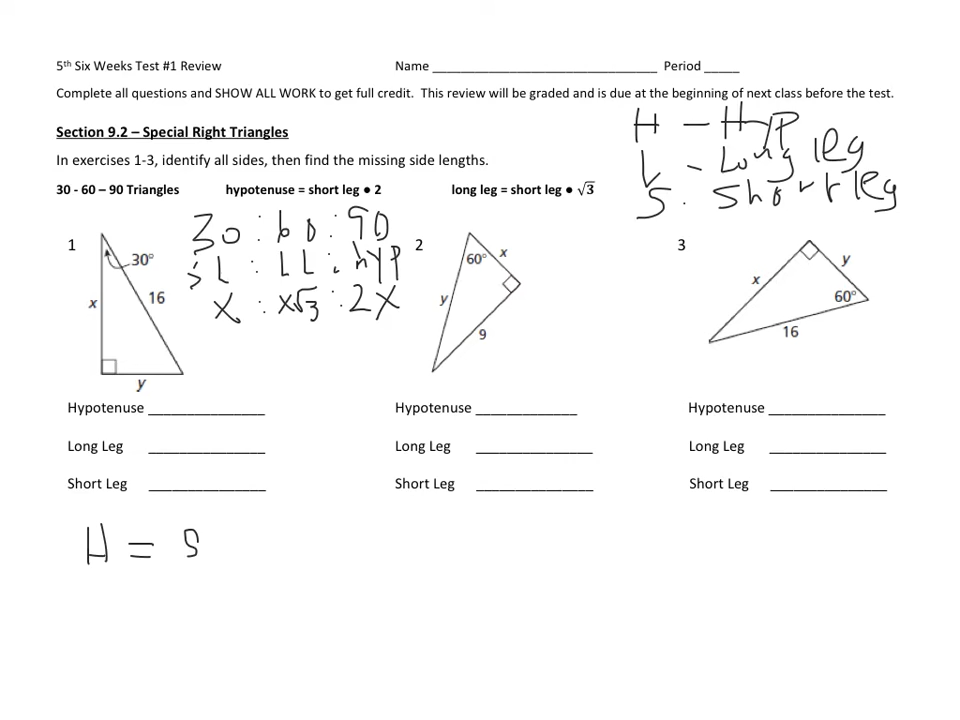 5th Six Weeks Test #1 Review Name ________________________________ Period _____
Complete all questions and SHOW ALL WORK to get full credit. This review will be graded and is due at the beginning of next class before the test.
H – Hyp
Section 9.2 – Special Right Triangles
L – Long leg
In exercises 1-3, identify all sides, then find the missing side lengths.
30 - 60 – 90 Triangles hypotenuse = short leg ● 2 long leg = short leg ● √3
S . Short leg
30 : 60 : 90
SL : LL : hyp
x : x√3 : 2x
1 30° x 16 y
2 60° x y 9
3 x y 60° 16
Hypotenuse _______________ Hypotenuse _____________ Hypotenuse _______________
Long Leg _______________ Long Leg _______________ Long Leg _______________
Short Leg _______________ Short Leg _______________ Short Leg _______________
H = S